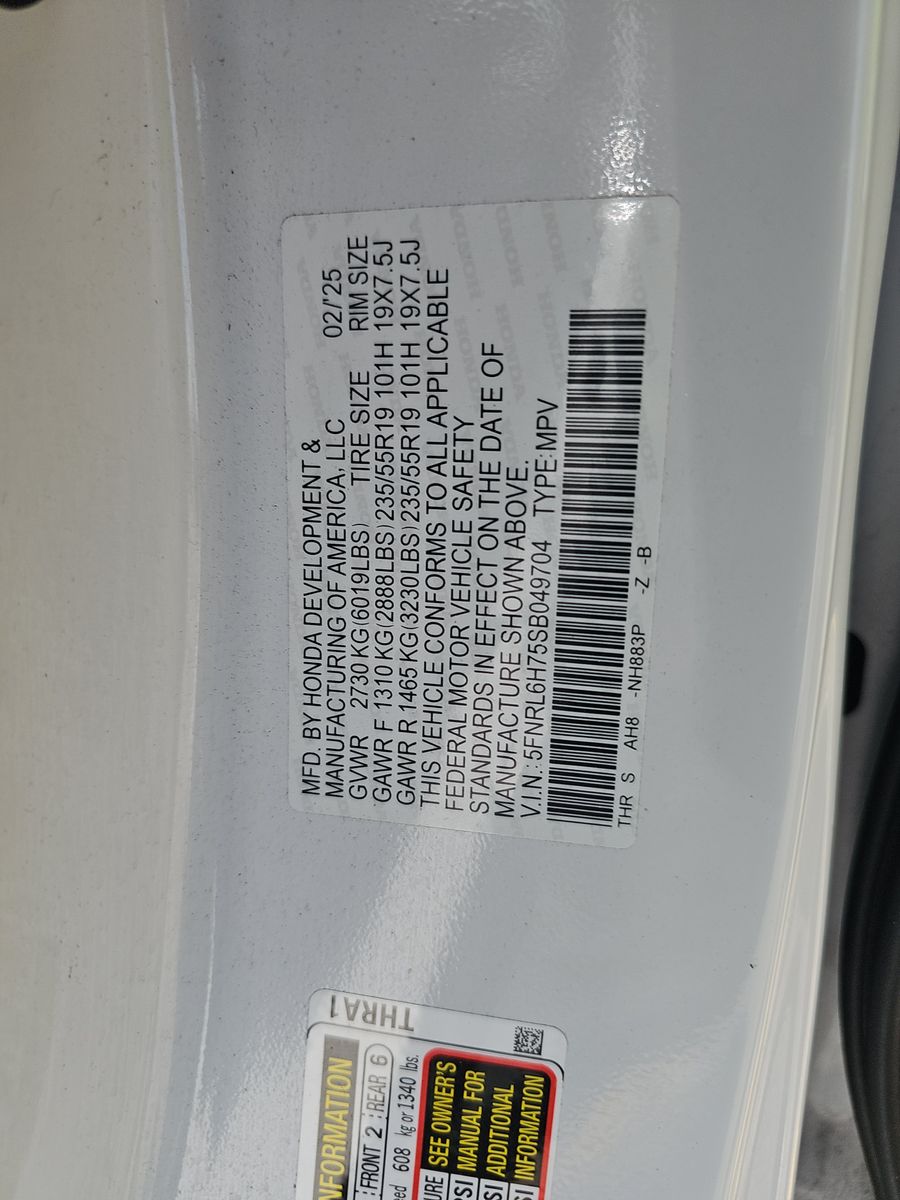 MFD. BY HONDA DEVELOPMENT &
MANUFACTURING OF AMERICA, LLC 02/'25
GVWR 2730 KG(6019LBS) TIRE SIZE RIM SIZE
GAWR F 1310 KG(2888LBS) 235/55R19 101H 19X7.5J
GAWR R 1465 KG(3230LBS) 235/55R19 101H 19X7.5J
THIS VEHICLE CONFORMS TO ALL APPLICABLE
FEDERAL MOTOR VEHICLE SAFETY
STANDARDS IN EFFECT ON THE DATE OF
MANUFACTURE SHOWN ABOVE.
V.I.N.:5FNRL6H75SB049704 TYPE:MPV
THR S AH8 -NH883P -Z -B
THRA1
NFORMATION
FRONT 2 REAR 6
608 kg or 1340 lbs.
SEE OWNER'S
MANUAL FOR
ADDITIONAL
INFORMATION